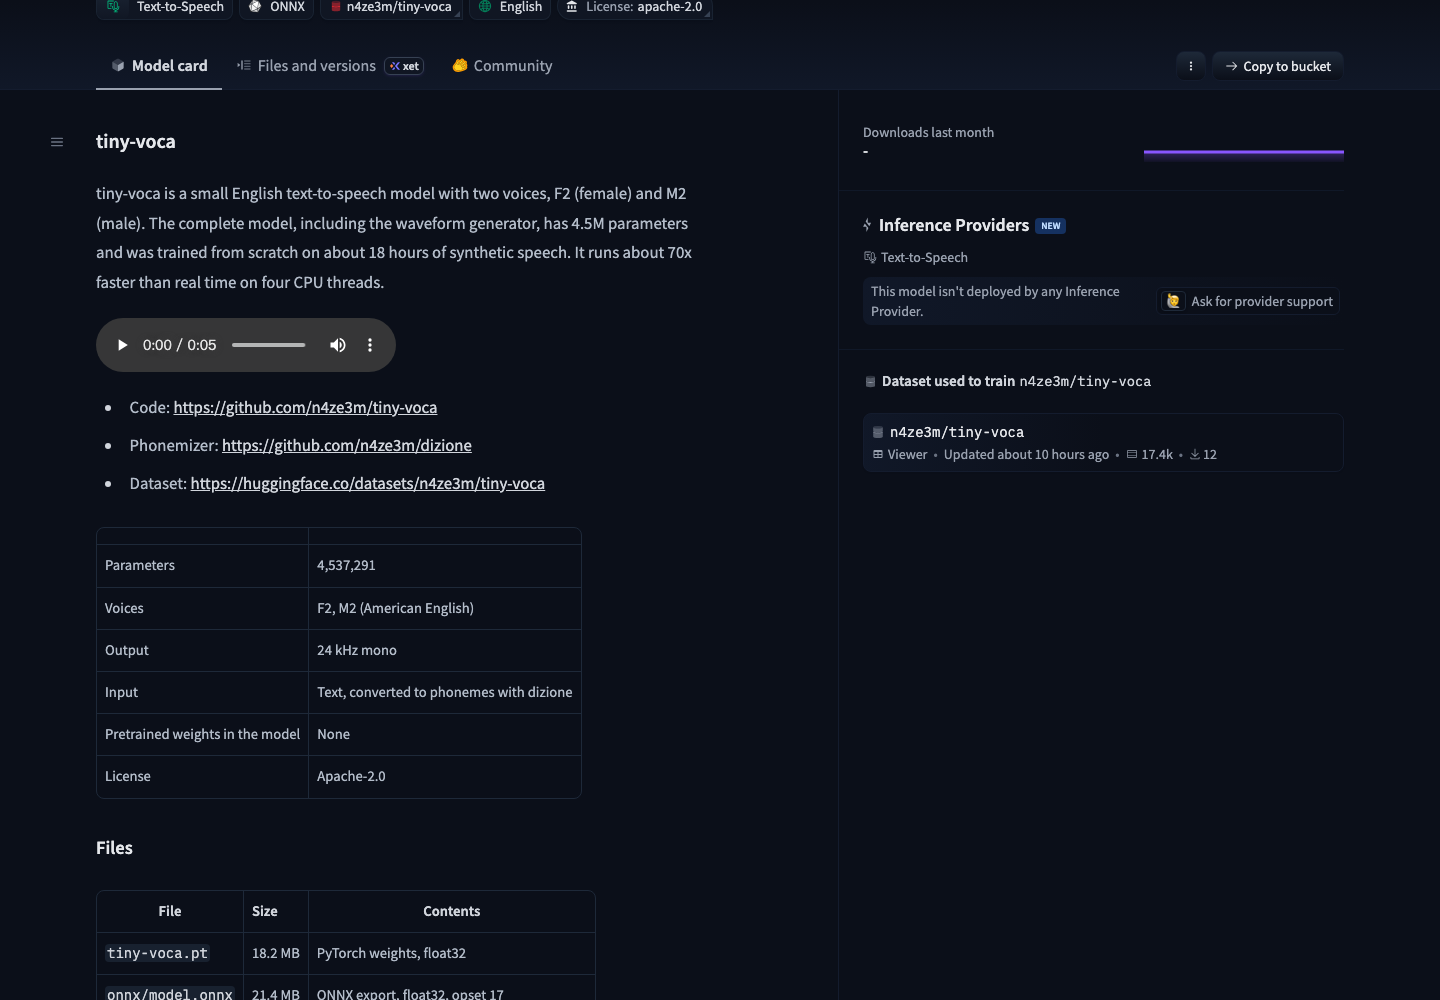 Text-to-Speech ONNX n4ze3m/tiny-voca English License: apache-2.0
Model card Files and versions xet Community Copy to bucket
tiny-voca
tiny-voca is a small English text-to-speech model with two voices, F2 (female) and M2
(male). The complete model, including the waveform generator, has 4.5M parameters
and was trained from scratch on about 18 hours of synthetic speech. It runs about 70x
faster than real time on four CPU threads.
0:00 / 0:05
Code: https://github.com/n4ze3m/tiny-voca
Phonemizer: https://github.com/n4ze3m/dizione
Dataset: https://huggingface.co/datasets/n4ze3m/tiny-voca
Parameters 4,537,291
Voices F2, M2 (American English)
Output 24 kHz mono
Input Text, converted to phonemes with dizione
Pretrained weights in the model None
License Apache-2.0
Files
File Size Contents
tiny-voca.pt 18.2 MB PyTorch weights, float32
onnx/model.onnx 21.4 MB ONNX export, float32, opset 17
Downloads last month
-
Inference Providers NEW
Text-to-Speech
This model isn't deployed by any Inference
Provider.
Ask for provider support
Dataset used to train n4ze3m/tiny-voca
n4ze3m/tiny-voca
Viewer • Updated about 10 hours ago • 17.4k • 12